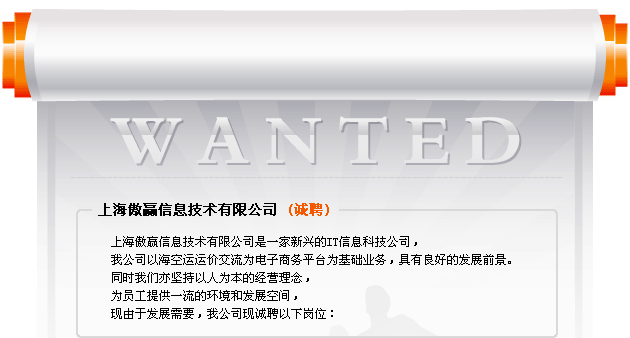 WANTED
上海傲赢信息技术有限公司 (诚聘)
上海傲赢信息技术有限公司是一家新兴的IT信息科技公司，
我公司以海空运运价交流为电子商务平台为基础业务，具有良好的发展前景。
同时我们亦坚持以人为本的经营理念，
为员工提供一流的环境和发展空间，
现由于发展需要，我公司现诚聘以下岗位：